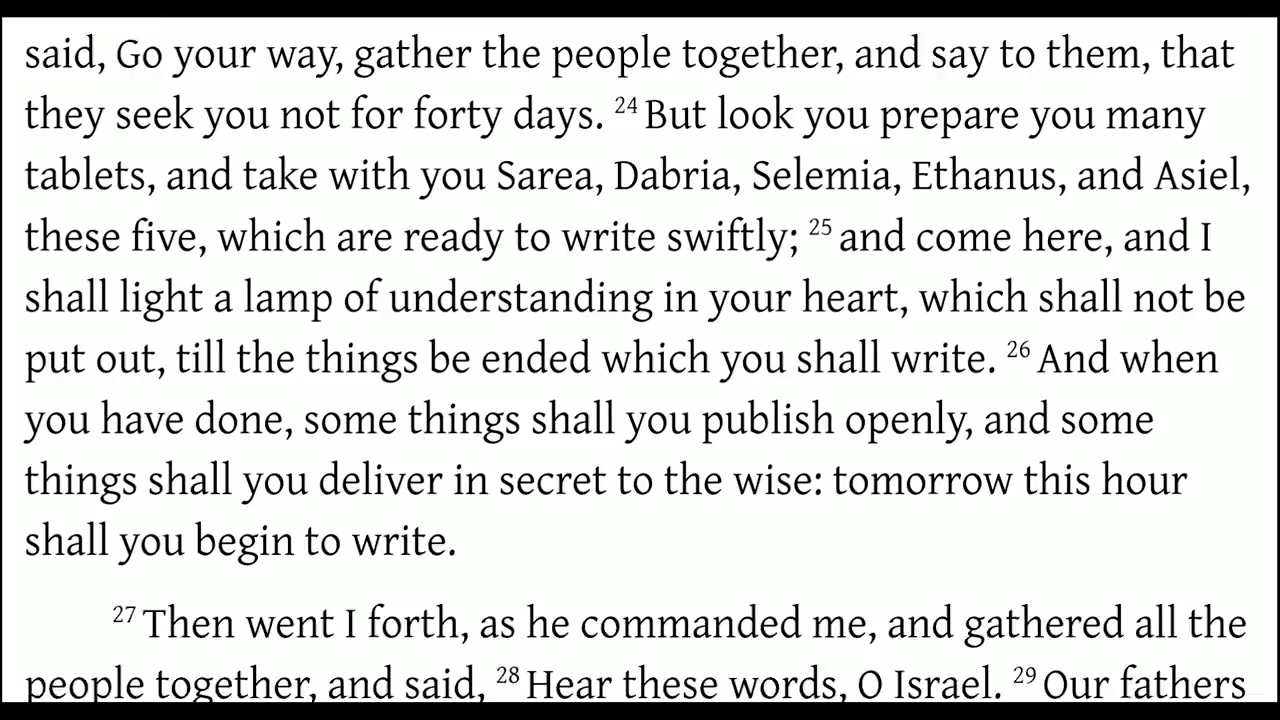 said, Go your way, gather the people together, and say to them, that
they seek you not for forty days. 24 But look you prepare you many
tablets, and take with you Sarea, Dabria, Selemia, Ethanus, and Asiel,
these five, which are ready to write swiftly; 25 and come here, and I
shall light a lamp of understanding in your heart, which shall not be
put out, till the things be ended which you shall write. 26 And when
you have done, some things shall you publish openly, and some
things shall you deliver in secret to the wise: tomorrow this hour
shall you begin to write.
27 Then went I forth, as he commanded me, and gathered all the
people together, and said, 28 Hear these words, O Israel. 29 Our fathers